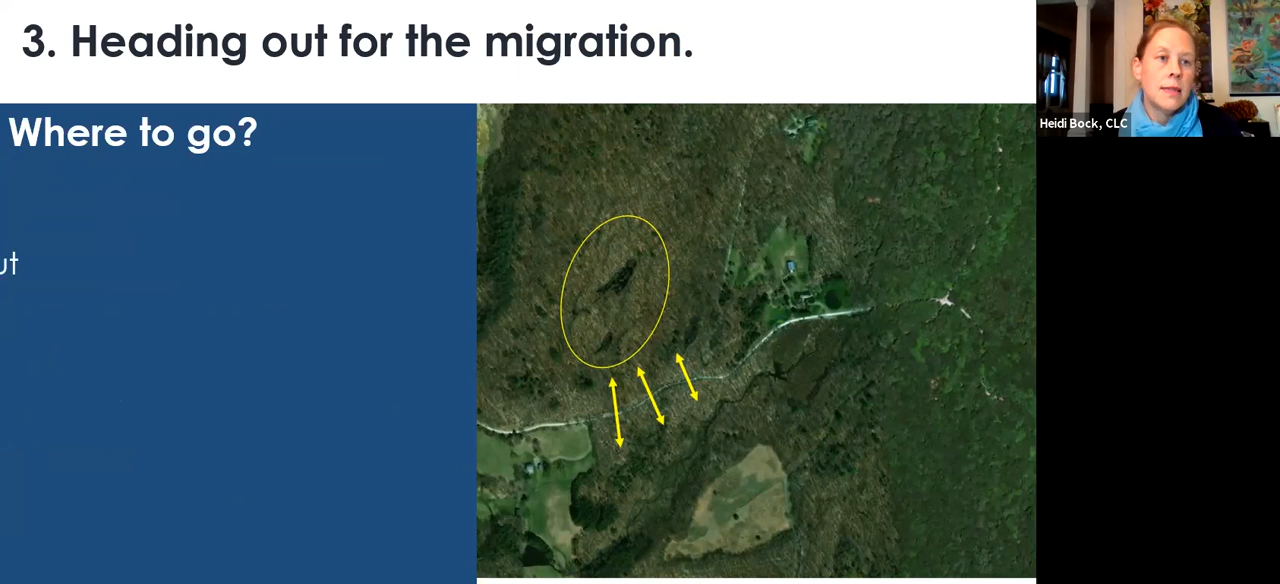 3. Heading out for the migration.
Where to go?
ut
Heidi Bock, CLC